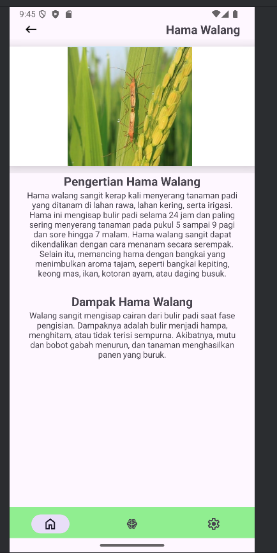 9:45
Hama Walang
Pengertian Hama Walang
Hama walang sangit kerap kali menyerang tanaman padi
yang ditanam di lahan rawa, lahan kering, serta irigasi.
Hama ini mengisap bulir padi selama 24 jam dan paling
sering menyerang tanaman pada pukul 5 sampai 9 pagi
dan sore hingga 7 malam. Hama walang sangit dapat
dikendalikan dengan cara menanam secara serempak.
Selain itu, memancing hama dengan bangkai yang
menimbulkan aroma tajam, seperti bangkai kepiting,
keong mas, ikan, kotoran ayam, atau daging busuk.
Dampak Hama Walang
Walang sangit mengisap cairan dari bulir padi saat fase
pengisian. Dampaknya adalah bulir menjadi hampa,
menghitam, atau tidak terisi sempurna. Akibatnya, mutu
dan bobot gabah menurun, dan tanaman menghasilkan
panen yang buruk.